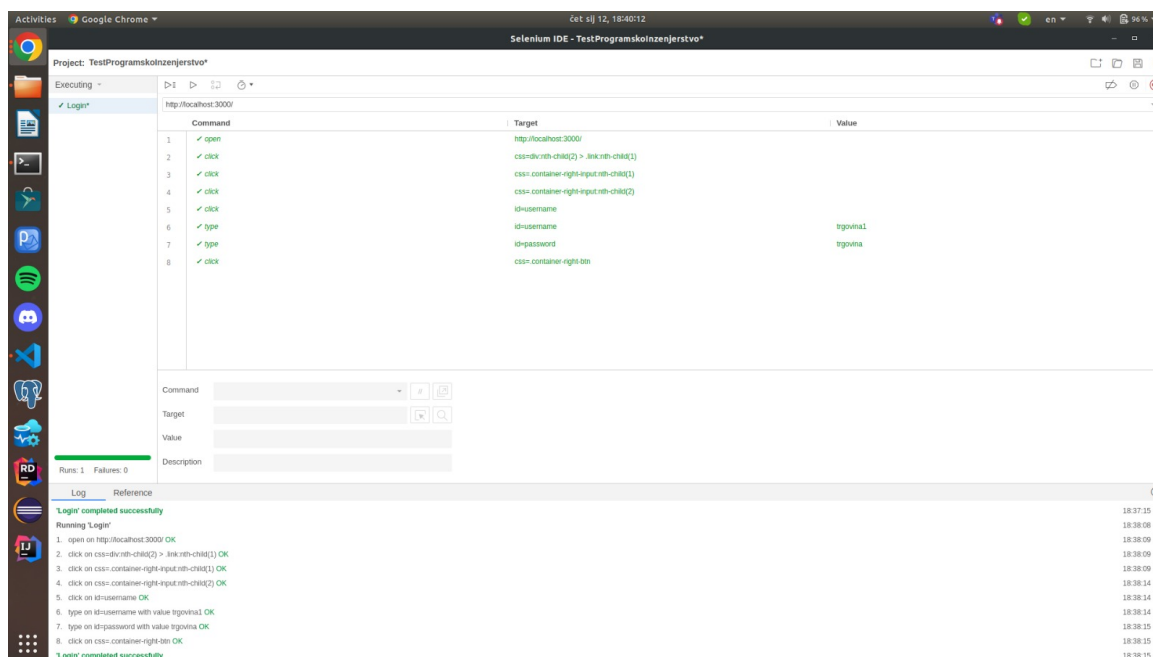 Activities Google Chrome čet sij 12, 18:40:12 en 96 %
Selenium IDE - TestProgramskoInzenjerstvo*
Project: TestProgramskoInzenjerstvo*
Executing
✓ Login*
http://localhost:3000/
Command Target Value
1 ✓ open http://localhost:3000/
2 ✓ click css=div:nth-child(2) > .link:nth-child(1)
3 ✓ click css=.container-right-input:nth-child(1)
4 ✓ click css=.container-right-input:nth-child(2)
5 ✓ click id=username
6 ✓ type id=username trgovina1
7 ✓ type id=password trgovina
8 ✓ click css=.container-right-btn
Command //
Target
Value
Description
Runs: 1 Failures: 0
Log Reference
'Login' completed successfully 18:37:15
Running 'Login' 18:38:08
1. open on http://localhost:3000/ OK 18:38:09
2. click on css=div:nth-child(2) > .link:nth-child(1) OK 18:38:09
3. click on css=.container-right-input:nth-child(1) OK 18:38:09
4. click on css=.container-right-input:nth-child(2) OK 18:38:14
5. click on id=username OK 18:38:14
6. type on id=username with value trgovina1 OK 18:38:14
7. type on id=password with value trgovina OK 18:38:15
8. click on css=.container-right-btn OK 18:38:15
'Login' completed successfully 18:38:15
RD
IJ